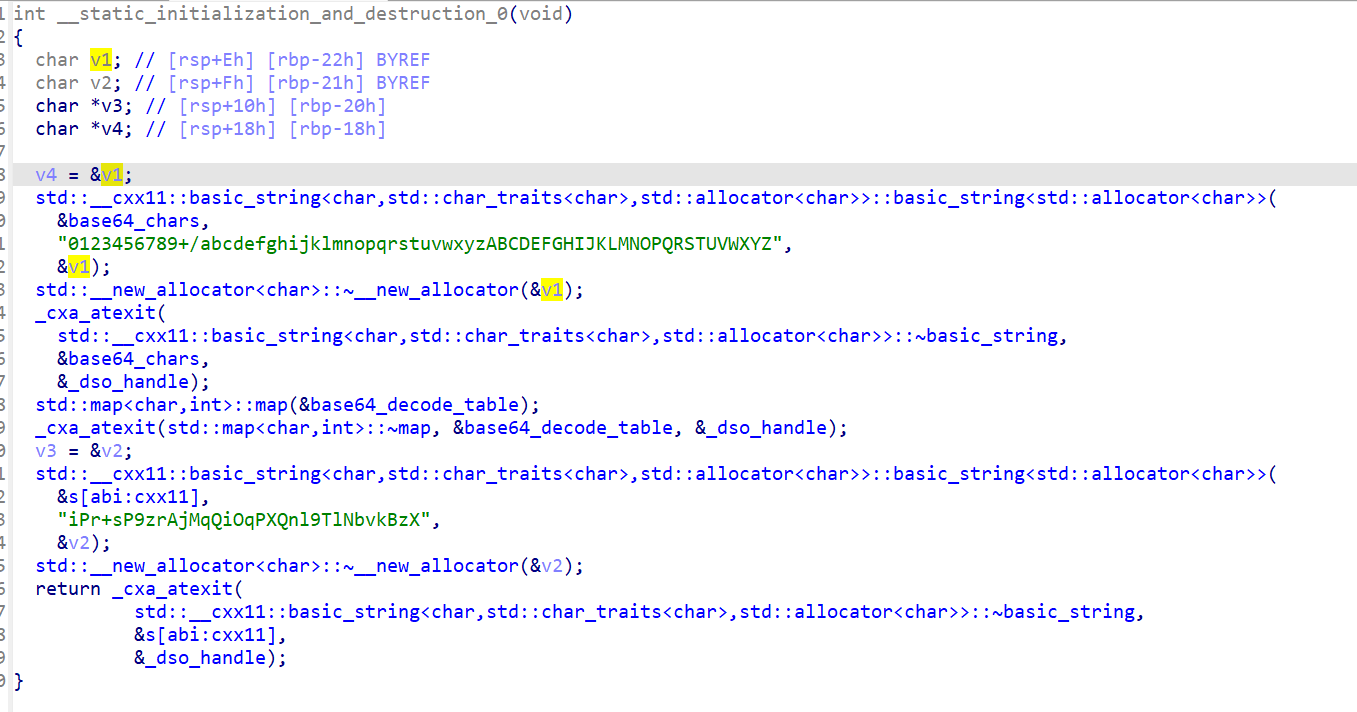 1 int __static_initialization_and_destruction_0(void)
2 {
3 char v1; // [rsp+Eh] [rbp-22h] BYREF
4 char v2; // [rsp+Fh] [rbp-21h] BYREF
5 char *v3; // [rsp+10h] [rbp-20h]
6 char *v4; // [rsp+18h] [rbp-18h]
7
8 v4 = &v1;
9 std::__cxx11::basic_string<char,std::char_traits<char>,std::allocator<char>>::basic_string<std::allocator<char>>(
0 &base64_chars,
1 "0123456789+/abcdefghijklmnopqrstuvwxyzABCDEFGHIJKLMNOPQRSTUVWXYZ",
2 &v1);
3 std::__new_allocator<char>::~__new_allocator(&v1);
4 _cxa_atexit(
5 std::__cxx11::basic_string<char,std::char_traits<char>,std::allocator<char>>::~basic_string,
6 &base64_chars,
7 &_dso_handle);
8 std::map<char,int>::map(&base64_decode_table);
9 _cxa_atexit(std::map<char,int>::~map, &base64_decode_table, &_dso_handle);
0 v3 = &v2;
1 std::__cxx11::basic_string<char,std::char_traits<char>,std::allocator<char>>::basic_string<std::allocator<char>>(
2 &s[abi:cxx11],
3 "iPr+sP9zrAjMqQiOqPXQnl9TlNbvkBzX",
4 &v2);
5 std::__new_allocator<char>::~__new_allocator(&v2);
6 return _cxa_atexit(
7 std::__cxx11::basic_string<char,std::char_traits<char>,std::allocator<char>>::~basic_string,
8 &s[abi:cxx11],
9 &_dso_handle);
0 }